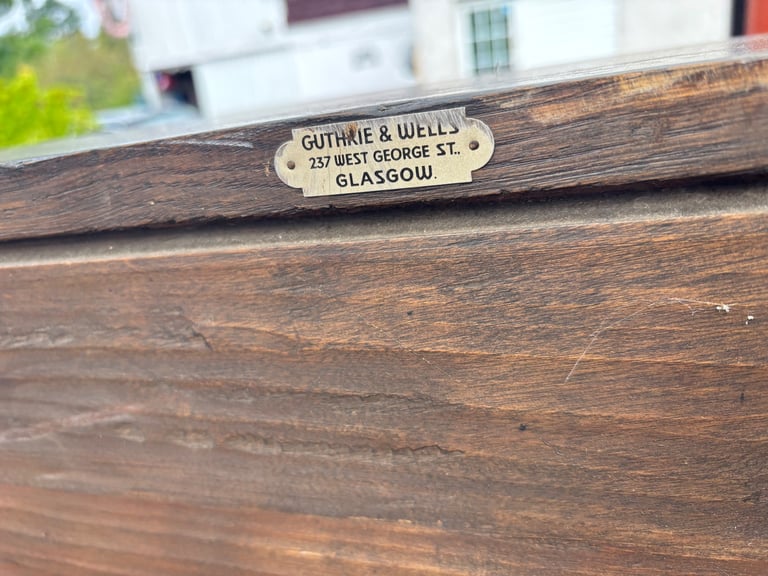 GUTHRIE & WELLS
237 WEST GEORGE ST..
GLASGOW.